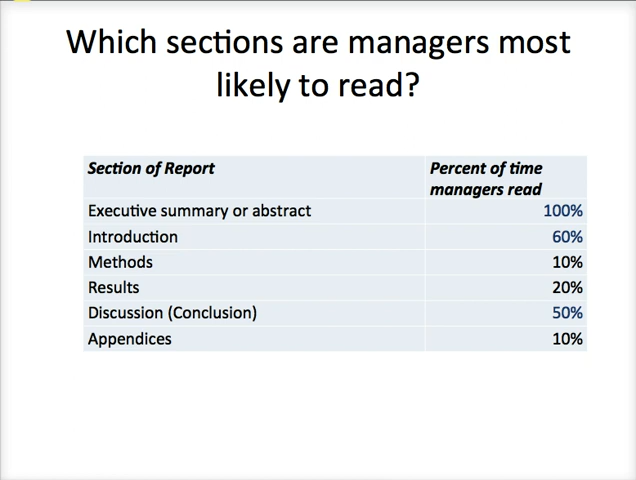 Which sections are managers most
likely to read?
Section of Report Percent of time
managers read
Executive summary or abstract 100%
Introduction 60%
Methods 10%
Results 20%
Discussion (Conclusion) 50%
Appendices 10%